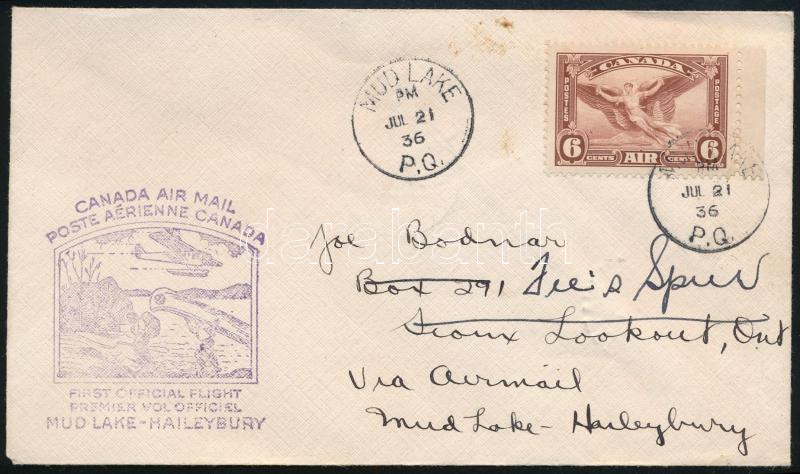 MUD LAKE
PM
JUL 21
36
P.Q.
CANADA
POSTES
POSTAGE
6 CENTS AIR CENTS 6
PM
JUL 21
36
P.Q.
CANADA AIR MAIL
POSTE AÉRIENNE CANADA
Joe Bodnar
Box 291
Sioux Lookout, Ont
Via Airmail
Mud Lake - Haileybury
FIRST OFFICIAL FLIGHT
PREMIER VOL OFFICIEL
MUD LAKE-HAILEYBURY
darabanth